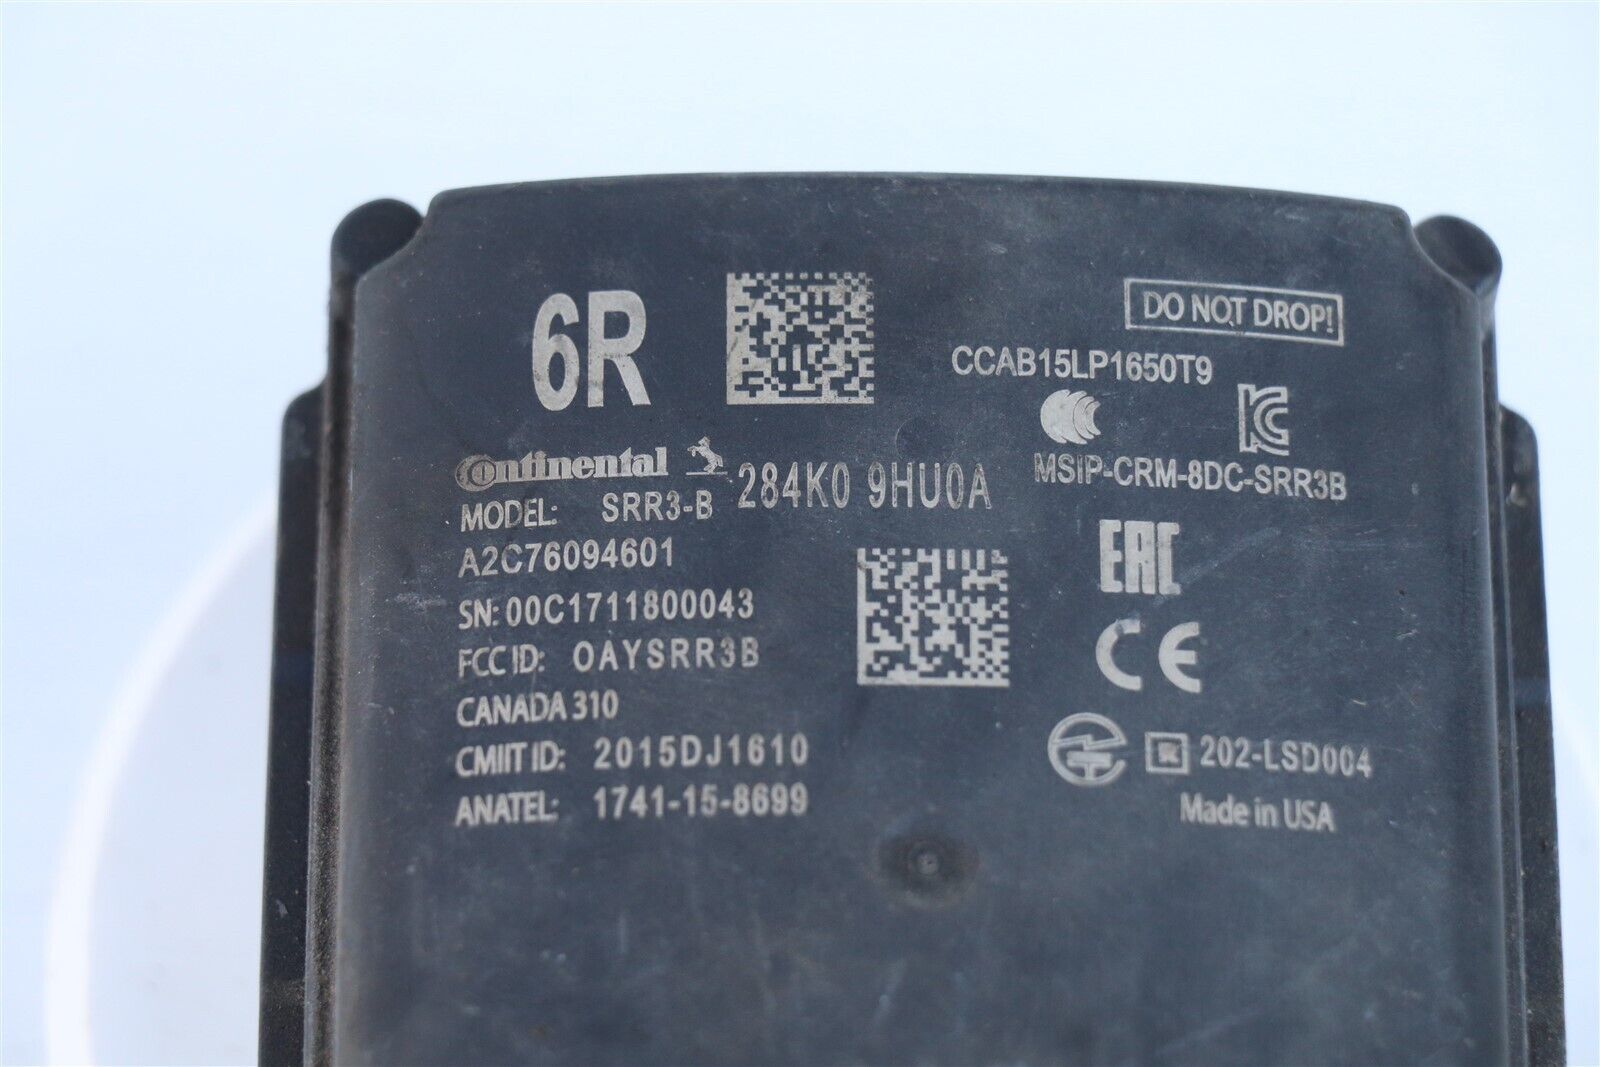 6R
DO NOT DROP!
CCAB15LP1650T9
Continental
284K0 9HU0A
MSIP-CRM-8DC-SRR3B
MODEL: SRR3-B
A2C76094601
EAC
SN: 00C1711800043
FCC ID: OAYSRR3B
CE
CANADA 310
CMIIT ID: 2015DJ1610
R 202-LSD004
ANATEL: 1741-15-8699
Made in USA